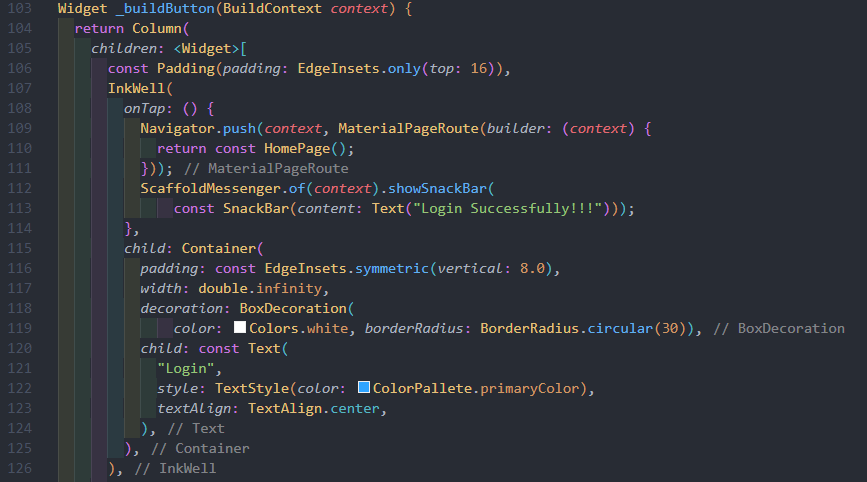 103 Widget _buildButton(BuildContext context) {
104 return Column(
105 children: <Widget>[
106 const Padding(padding: EdgeInsets.only(top: 16)),
107 InkWell(
108 onTap: () {
109 Navigator.push(context, MaterialPageRoute(builder: (context) {
110 return const HomePage();
111 })); // MaterialPageRoute
112 ScaffoldMessenger.of(context).showSnackBar(
113 const SnackBar(content: Text("Login Successfully!!!")));
114 },
115 child: Container(
116 padding: const EdgeInsets.symmetric(vertical: 8.0),
117 width: double.infinity,
118 decoration: BoxDecoration(
119 color: Colors.white, borderRadius: BorderRadius.circular(30)), // BoxDecoration
120 child: const Text(
121 "Login",
122 style: TextStyle(color: ColorPallete.primaryColor),
123 textAlign: TextAlign.center,
124 ), // Text
125 ), // Container
126 ), // InkWell